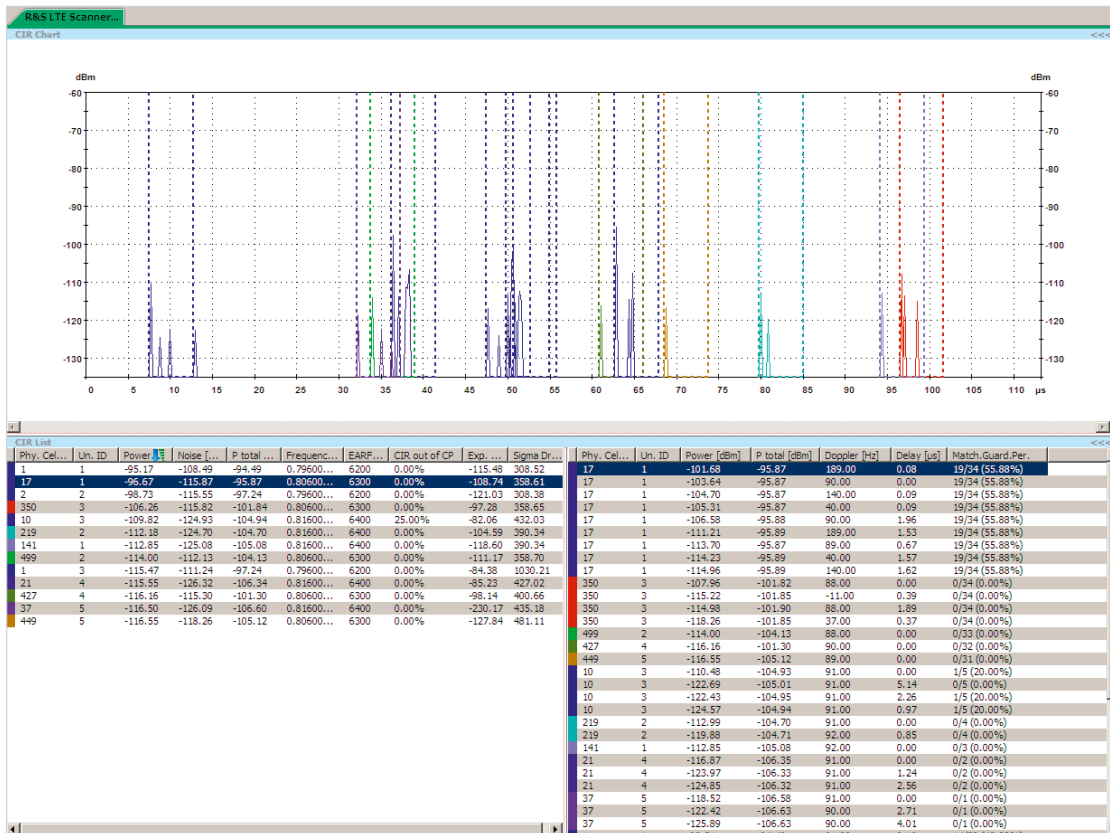 R&S LTE Scanner...
CIR Chart <<<
dBm dBm
-60 -60
-70 -70
-80 -80
-90 -90
-100 -100
-110 -110
-120 -120
-130 -130
0 5 10 15 20 25 30 35 40 45 50 55 60 65 70 75 80 85 90 95 100 105 110 µs
CIR List <<<
Phy. Cel... Un. ID Power... Noise [... P total ... Frequenc... EARF... CIR out of CP Exp. ... Sigma Dr...
1 1 -95.17 -108.49 -94.49 0.79600... 6200 0.00% -115.48 308.52
17 1 -96.67 -115.87 -95.87 0.80600... 6300 0.00% -108.74 358.61
2 2 -98.73 -115.55 -97.24 0.79600... 6200 0.00% -121.03 308.38
350 3 -106.26 -115.82 -101.84 0.80600... 6300 0.00% -97.28 358.65
10 3 -109.82 -124.93 -104.94 0.81600... 6400 25.00% -82.06 432.03
219 2 -112.18 -124.70 -104.70 0.81600... 6400 0.00% -104.59 390.34
141 1 -112.85 -125.08 -105.08 0.81600... 6400 0.00% -118.60 390.34
499 2 -114.00 -112.13 -104.13 0.80600... 6300 0.00% -111.17 358.70
1 3 -115.47 -111.24 -97.24 0.79600... 6200 0.00% -84.38 1030.21
21 4 -115.55 -126.32 -106.34 0.81600... 6400 0.00% -85.23 427.02
427 4 -116.16 -115.30 -101.30 0.80600... 6300 0.00% -98.14 400.66
37 5 -116.50 -126.09 -106.60 0.81600... 6400 0.00% -230.17 435.18
449 5 -116.55 -118.26 -105.12 0.80600... 6300 0.00% -127.84 481.11
Phy. Cel... Un. ID Power [dBm] P total [dBm] Doppler [Hz] Delay [µs] Match.Guard.Per.
17 1 -101.68 -95.87 189.00 0.08 19/34 (55.88%)
17 1 -103.64 -95.87 90.00 0.00 19/34 (55.88%)
17 1 -104.70 -95.87 140.00 0.09 19/34 (55.88%)
17 1 -105.31 -95.87 40.00 0.09 19/34 (55.88%)
17 1 -106.58 -95.88 90.00 1.96 19/34 (55.88%)
17 1 -111.21 -95.89 189.00 1.53 19/34 (55.88%)
17 1 -113.70 -95.87 89.00 0.67 19/34 (55.88%)
17 1 -114.23 -95.89 40.00 1.57 19/34 (55.88%)
17 1 -114.96 -95.89 140.00 1.62 19/34 (55.88%)
350 3 -107.96 -101.82 88.00 0.00 0/34 (0.00%)
350 3 -115.22 -101.85 -11.00 0.39 0/34 (0.00%)
350 3 -114.98 -101.90 88.00 1.89 0/34 (0.00%)
350 3 -118.26 -101.85 37.00 0.37 0/34 (0.00%)
499 2 -114.00 -104.13 88.00 0.00 0/33 (0.00%)
427 4 -116.16 -101.30 90.00 0.00 0/32 (0.00%)
449 5 -116.55 -105.12 89.00 0.00 0/31 (0.00%)
10 3 -110.48 -104.93 91.00 0.00 1/5 (20.00%)
10 3 -122.69 -105.01 91.00 5.14 0/5 (0.00%)
10 3 -122.43 -104.95 91.00 2.26 1/5 (20.00%)
10 3 -124.57 -104.94 91.00 0.97 1/5 (20.00%)
219 2 -112.99 -104.70 91.00 0.00 0/4 (0.00%)
219 2 -119.88 -104.71 92.00 0.85 0/4 (0.00%)
141 1 -112.85 -105.08 92.00 0.00 0/3 (0.00%)
21 4 -116.87 -106.35 91.00 0.00 0/2 (0.00%)
21 4 -123.97 -106.33 91.00 1.24 0/2 (0.00%)
21 4 -124.85 -106.32 91.00 2.56 0/2 (0.00%)
37 5 -118.52 -106.58 91.00 0.00 0/1 (0.00%)
37 5 -122.42 -106.63 90.00 2.71 0/1 (0.00%)
37 5 -125.89 -106.63 90.00 4.01 0/1 (0.00%)